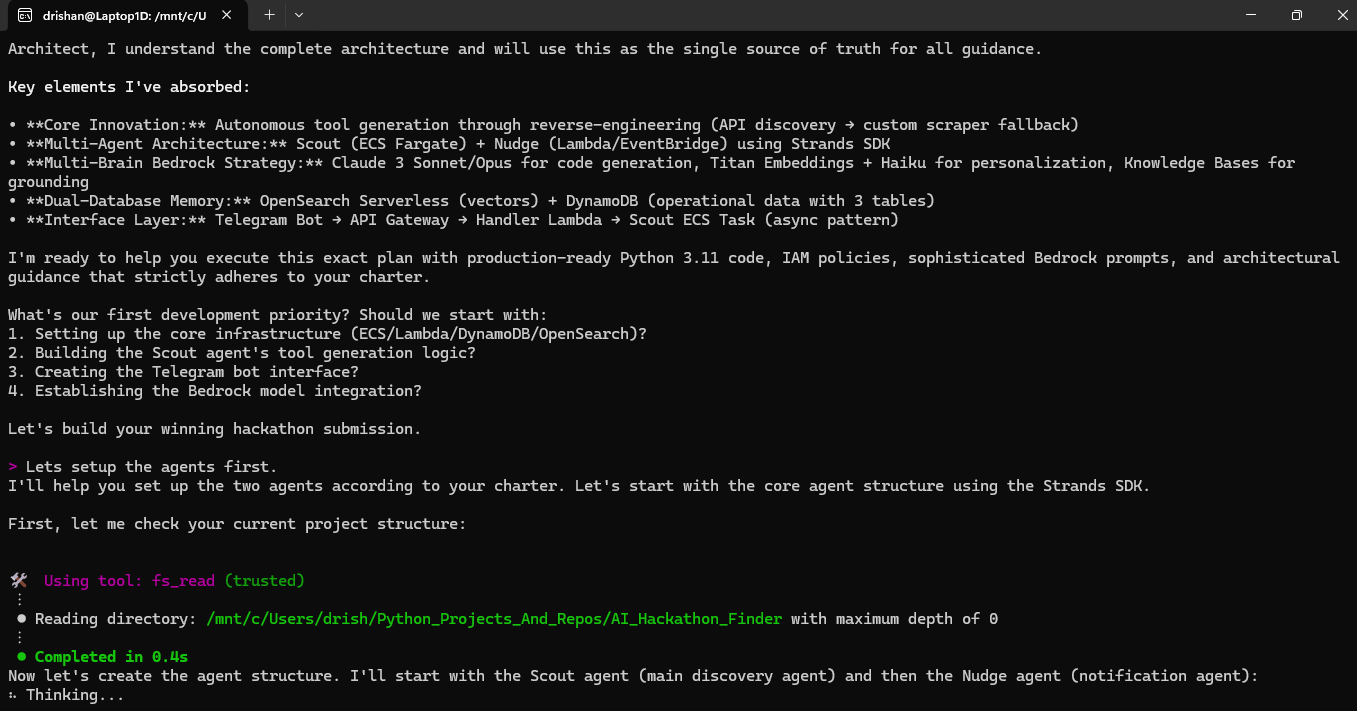 drishan@Laptop1D: /mnt/c/U
Architect, I understand the complete architecture and will use this as the single source of truth for all guidance.
Key elements I've absorbed:
• **Core Innovation:** Autonomous tool generation through reverse-engineering (API discovery → custom scraper fallback)
• **Multi-Agent Architecture:** Scout (ECS Fargate) + Nudge (Lambda/EventBridge) using Strands SDK
• **Multi-Brain Bedrock Strategy:** Claude 3 Sonnet/Opus for code generation, Titan Embeddings + Haiku for personalization, Knowledge Bases for
grounding
• **Dual-Database Memory:** OpenSearch Serverless (vectors) + DynamoDB (operational data with 3 tables)
• **Interface Layer:** Telegram Bot → API Gateway → Handler Lambda → Scout ECS Task (async pattern)
I'm ready to help you execute this exact plan with production-ready Python 3.11 code, IAM policies, sophisticated Bedrock prompts, and architectural
guidance that strictly adheres to your charter.
What's our first development priority? Should we start with:
1. Setting up the core infrastructure (ECS/Lambda/DynamoDB/OpenSearch)?
2. Building the Scout agent's tool generation logic?
3. Creating the Telegram bot interface?
4. Establishing the Bedrock model integration?
Let's build your winning hackathon submission.
> Lets setup the agents first.
I'll help you set up the two agents according to your charter. Let's start with the core agent structure using the Strands SDK.
First, let me check your current project structure:
🛠️ Using tool: fs_read (trusted)
⋮
● Reading directory: /mnt/c/Users/drish/Python_Projects_And_Repos/AI_Hackathon_Finder with maximum depth of 0
⋮
● Completed in 0.4s
Now let's create the agent structure. I'll start with the Scout agent (main discovery agent) and then the Nudge agent (notification agent):
Thinking...